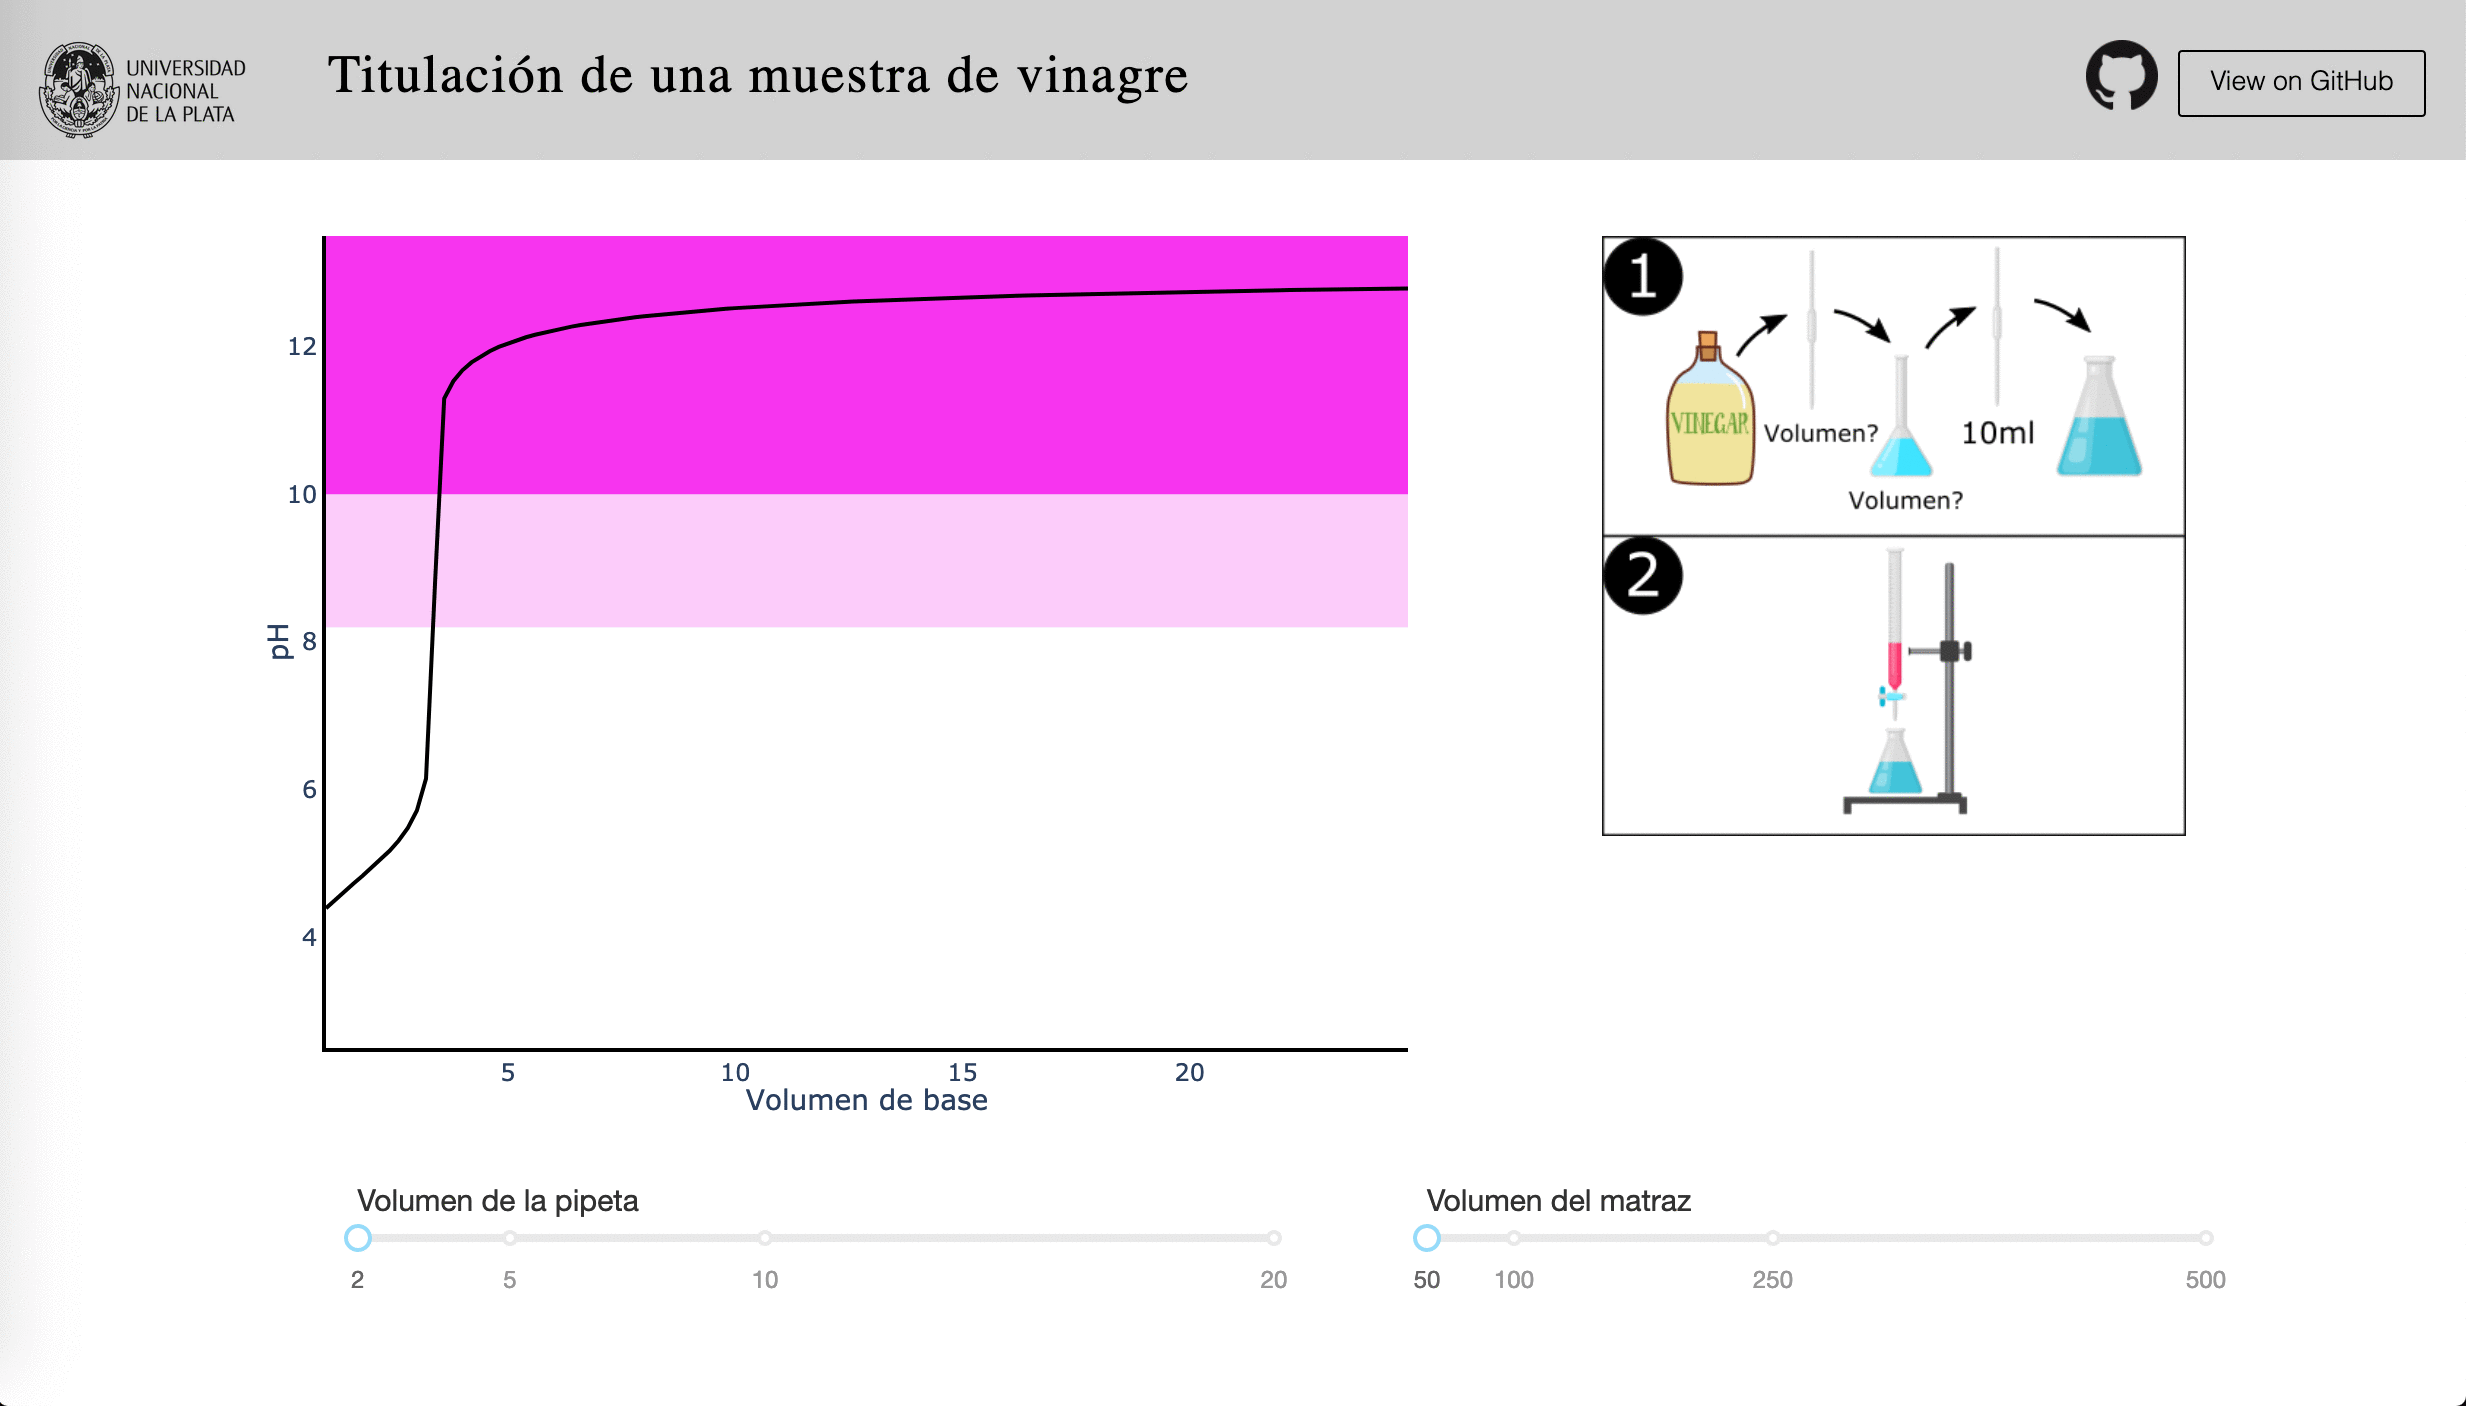 UNIVERSIDAD
NACIONAL
DE LA PLATA
Titulación de una muestra de vinagre
View on GitHub
12
10
8
6
4
pH
5
10
15
20
Volumen de base
1
VINEGAR
Volumen?
10ml
Volumen?
2
Volumen de la pipeta
2
5
10
20
Volumen del matraz
50
100
250
500